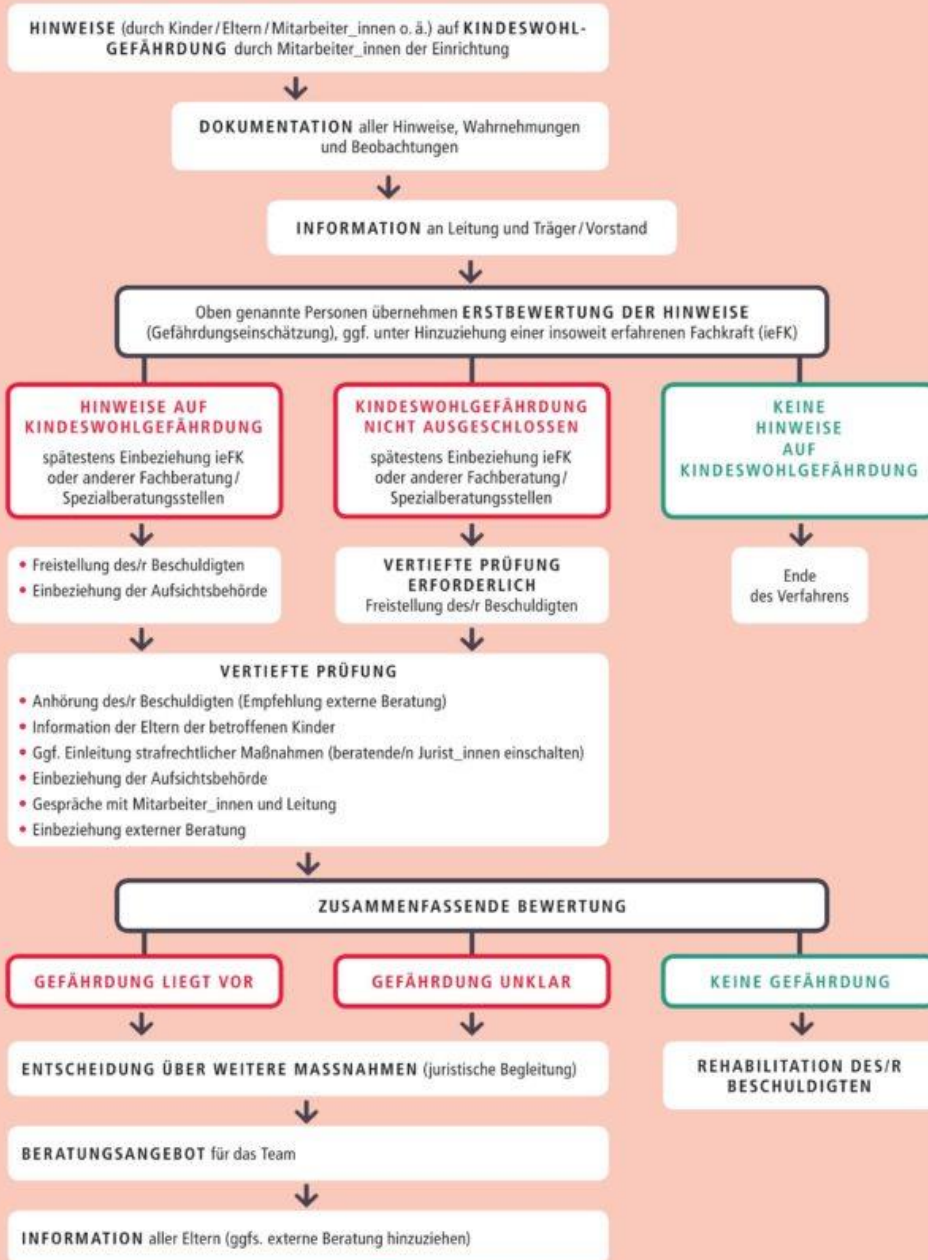 HINWEISE (durch Kinder/Eltern/Mitarbeiter_innen o. ä.) auf KINDESWOHL-
GEFÄHRDUNG durch Mitarbeiter_innen der Einrichtung
DOKUMENTATION aller Hinweise, Wahrnehmungen
und Beobachtungen
INFORMATION an Leitung und Träger/Vorstand
Oben genannte Personen übernehmen ERSTBEWERTUNG DER HINWEISE
(Gefährdungseinschätzung), ggf. unter Hinzuziehung einer insoweit erfahrenen Fachkraft (ieFK)
HINWEISE AUF
KINDESWOHLGEFÄHRDUNG
spätestens Einbeziehung ieFK
oder anderer Fachberatung/
Spezialberatungsstellen
KINDESWOHLGEFÄHRDUNG
NICHT AUSGESCHLOSSEN
spätestens Einbeziehung ieFK
oder anderer Fachberatung/
Spezialberatungsstellen
KEINE
HINWEISE
AUF
KINDESWOHLGEFÄHRDUNG
• Freistellung des/r Beschuldigten
• Einbeziehung der Aufsichtsbehörde
VERTIEFTE PRÜFUNG
ERFORDERLICH
Freistellung des/r Beschuldigten
Ende
des Verfahrens
VERTIEFTE PRÜFUNG
• Anhörung des/r Beschuldigten (Empfehlung externe Beratung)
• Information der Eltern der betroffenen Kinder
• Ggf. Einleitung strafrechtlicher Maßnahmen (beratende/n Jurist_innen einschalten)
• Einbeziehung der Aufsichtsbehörde
• Gespräche mit Mitarbeiter_innen und Leitung
• Einbeziehung externer Beratung
ZUSAMMENFASSENDE BEWERTUNG
GEFÄHRDUNG LIEGT VOR
GEFÄHRDUNG UNKLAR
KEINE GEFÄHRDUNG
ENTSCHEIDUNG ÜBER WEITERE MASSNAHMEN (juristische Begleitung)
REHABILITATION DES/R
BESCHULDIGTEN
BERATUNGSANGEBOT für das Team
INFORMATION aller Eltern (ggfs. externe Beratung hinzuziehen)